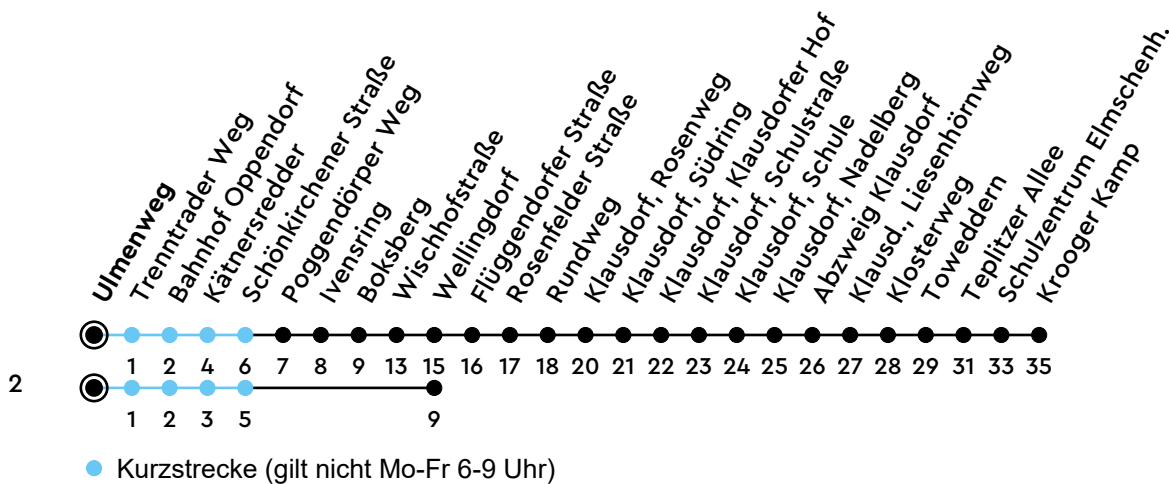 Ulmenweg
Trenntrader Weg
Bahnhof Oppendorf
Kätnersredder
Schönkirchener Straße
Poggendörper Weg
Ivensring
Boksberg
Wischhofstraße
Wellingdorf
Flüggendorfer Straße
Rosenfelder Straße
Rundweg
Klausdorf, Rosenweg
Klausdorf, Südring
Klausdorf, Klausdorfer Hof
Klausdorf, Schulstraße
Klausdorf, Schule
Klausdorf, Nadelberg
Abzweig Klausdorf
Klausd., Liesenhörnweg
Klosterweg
Toweddern
Teplitzer Allee
Schulzentrum Elmschenh.
Krooger Kamp
1 2 4 6 7 8 9 13 15 16 17 18 20 21 22 23 24 25 26 27 28 29 31 33 35
2
1 2 3 5 9
Kurzstrecke (gilt nicht Mo-Fr 6-9 Uhr)